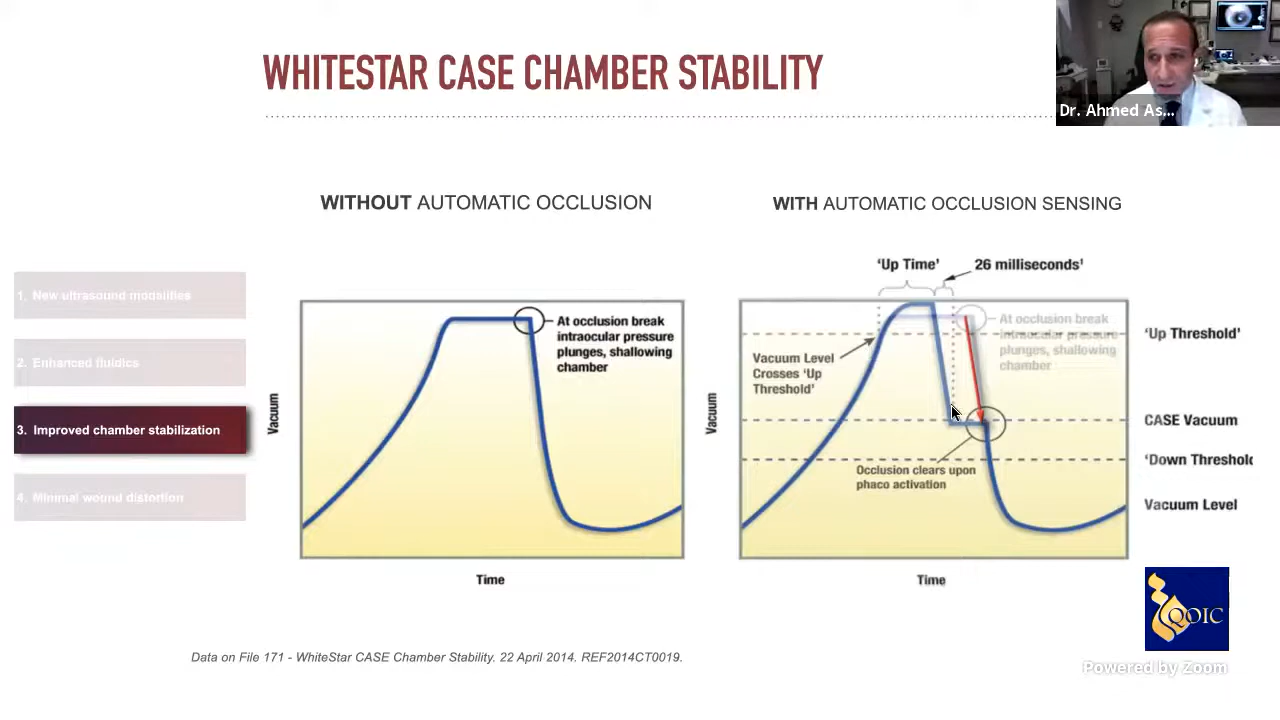 WHITESTAR CASE CHAMBER STABILITY
Dr. Ahmed As...
WITHOUT AUTOMATIC OCCLUSION
WITH AUTOMATIC OCCLUSION SENSING
1. New ultrasound modalities
2. Enhanced fluidics
3. Improved chamber stabilization
4. Minimal wound distortion
Vacuum
At occlusion break
intraocular pressure
plunges, shallowing
chamber
Time
'Up Time'
26 milliseconds¹
Vacuum
Vacuum Level
Crosses 'Up
Threshold'
At occlusion break
intraocular pressure
plunges, shallowing
chamber
Occlusion clears upon
phaco activation
Time
'Up Threshold'
CASE Vacuum
'Down Threshold
Vacuum Level
QOIC
Data on File 171 - WhiteStar CASE Chamber Stability. 22 April 2014. REF2014CT0019.
Powered by Zoom